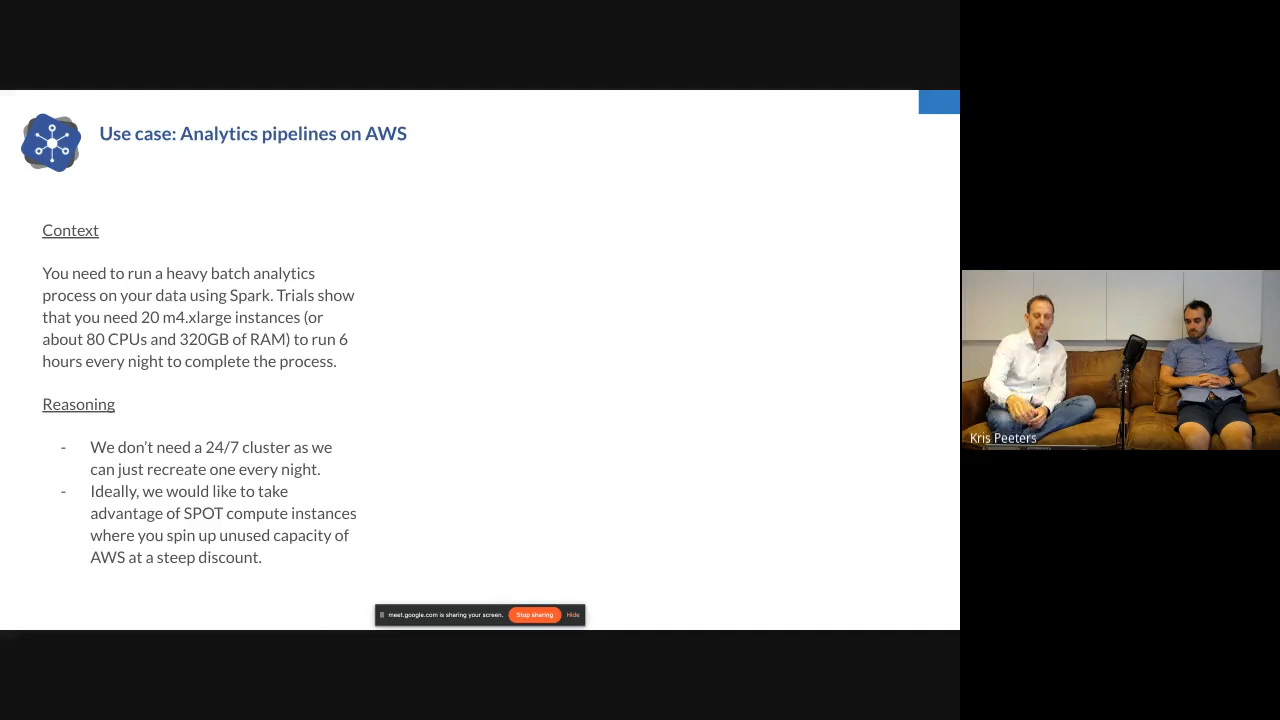 Use case: Analytics pipelines on AWS
Context
You need to run a heavy batch analytics
process on your data using Spark. Trials show
that you need 20 m4.xlarge instances (or
about 80 CPUs and 320GB of RAM) to run 6
hours every night to complete the process.
Reasoning
- We don’t need a 24/7 cluster as we
can just recreate one every night.
- Ideally, we would like to take
advantage of SPOT compute instances
where you spin up unused capacity of
AWS at a steep discount.
meet.google.com is sharing your screen. Stop sharing Hide
Kris Peeters